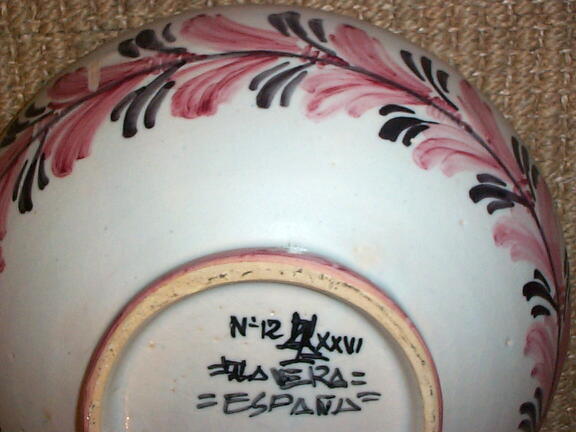 Nº12 XXVI
=TALAVERA=
=ESPAÑA=